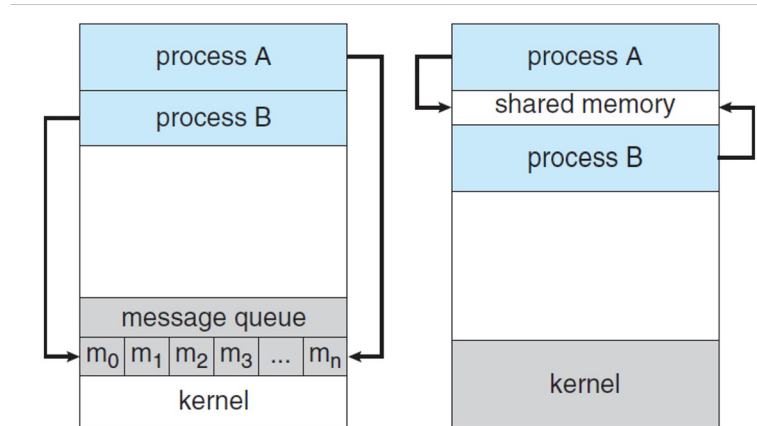 process A
process B
message queue
m0 m1 m2 m3 ... mn
kernel
process A
shared memory
process B
kernel